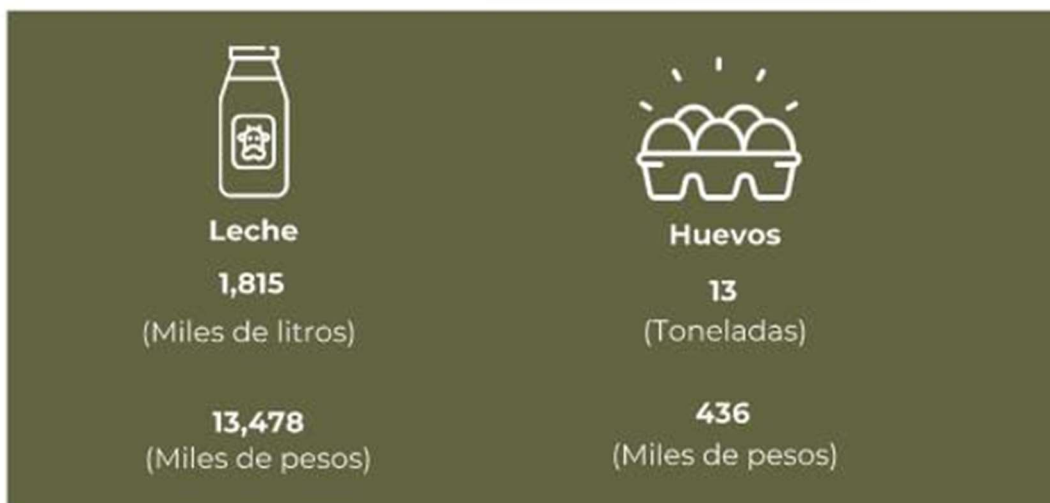 Leche
1,815
(Miles de litros)
13,478
(Miles de pesos)
Huevos
13
(Toneladas)
436
(Miles de pesos)